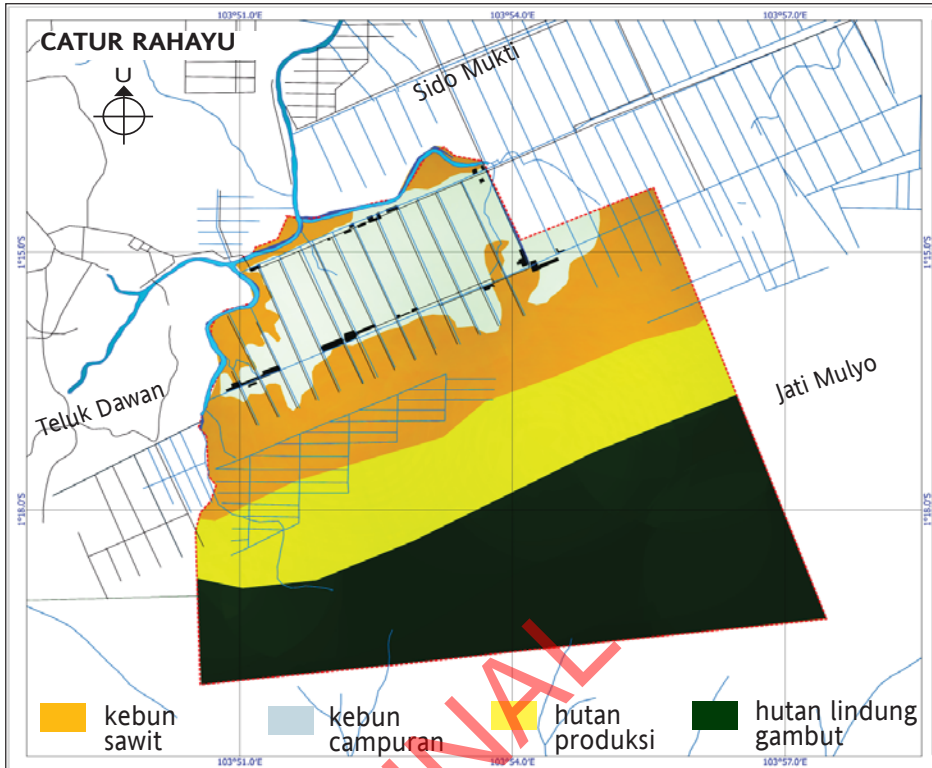 103°51.0'E 103°54.0'E 103°57.0'E
CATUR RAHAYU
U
Sido Mukti
1°15.0'S 1°15.0'S
Jati Mulyo
Teluk Dawan
1°18.0'S 1°18.0'S
NAL
kebun
sawit
kebun
campuran
hutan
produksi
hutan lindung
gambut
103°51.0'E 103°54.0'E 103°57.0'E